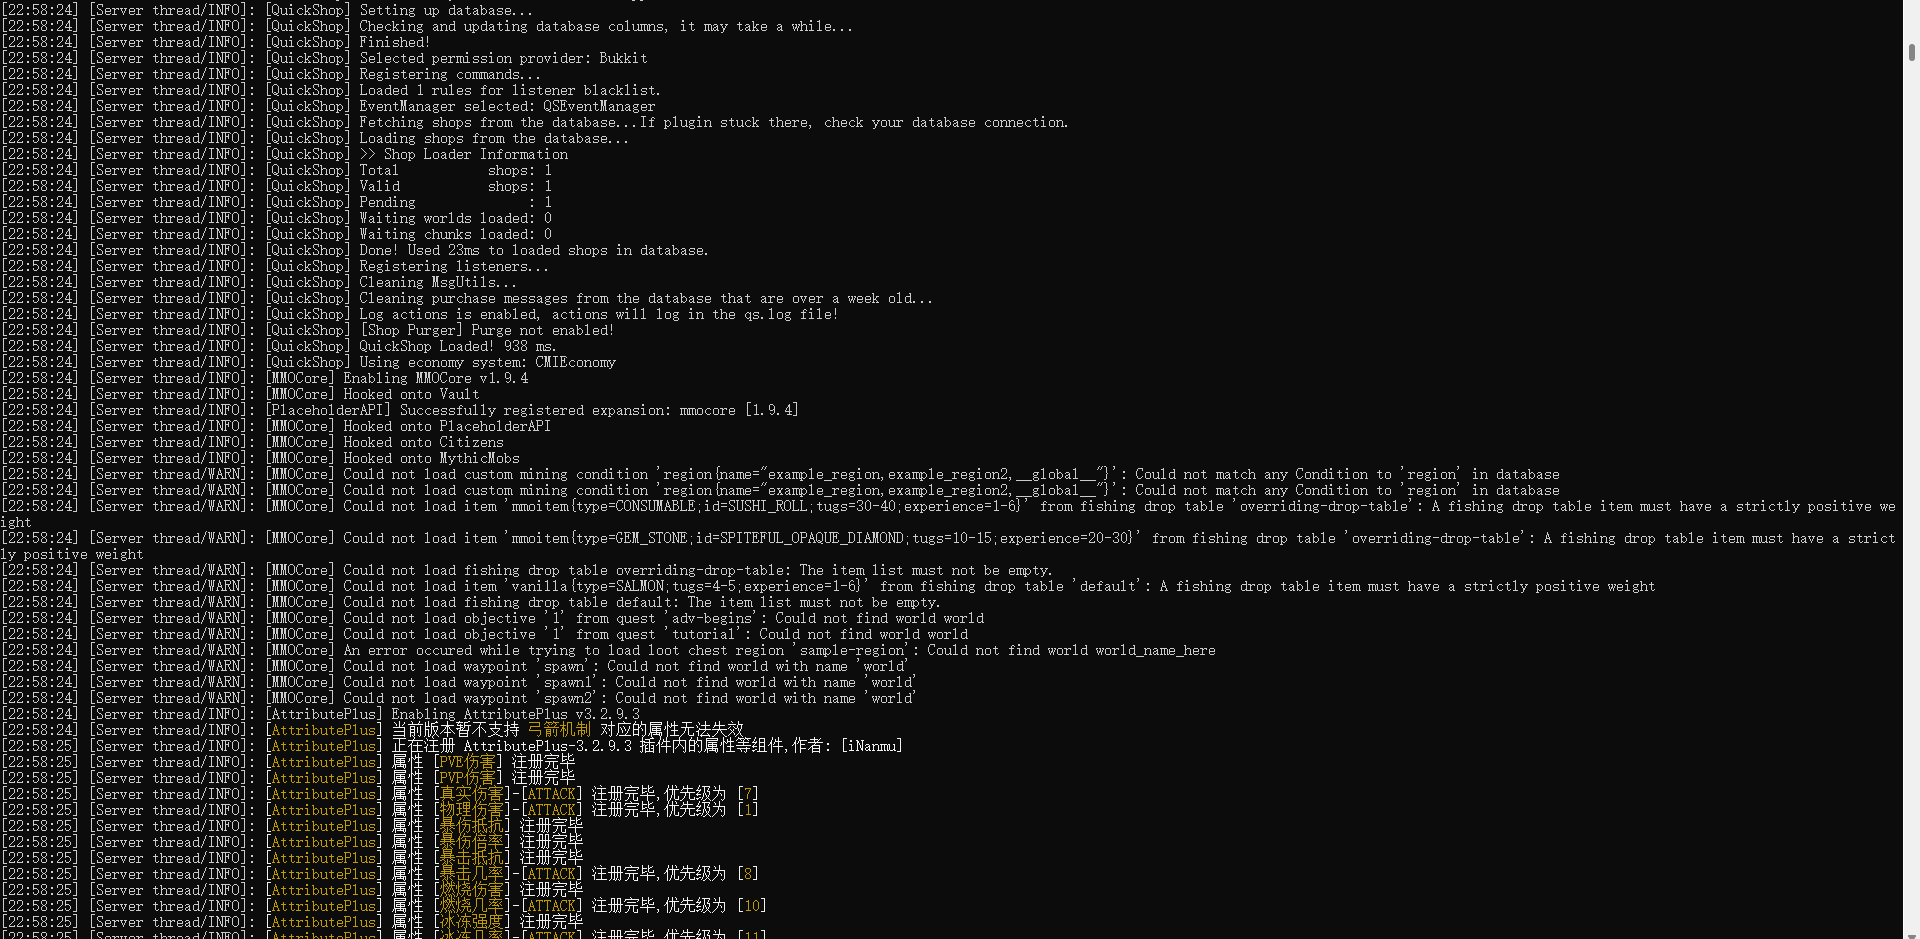 [22:58:24] [Server thread/INFO]: [QuickShop] Setting up database...
[22:58:24] [Server thread/INFO]: [QuickShop] Checking and updating database columns, it may take a while...
[22:58:24] [Server thread/INFO]: [QuickShop] Finished!
[22:58:24] [Server thread/INFO]: [QuickShop] Selected permission provider: Bukkit
[22:58:24] [Server thread/INFO]: [QuickShop] Registering commands...
[22:58:24] [Server thread/INFO]: [QuickShop] Loaded 1 rules for listener blacklist.
[22:58:24] [Server thread/INFO]: [QuickShop] EventManager selected: QSEventManager
[22:58:24] [Server thread/INFO]: [QuickShop] Fetching shops from the database...If plugin stuck there, check your database connection.
[22:58:24] [Server thread/INFO]: [QuickShop] Loading shops from the database...
[22:58:24] [Server thread/INFO]: [QuickShop] >> Shop Loader Information
[22:58:24] [Server thread/INFO]: [QuickShop] Total           shops: 1
[22:58:24] [Server thread/INFO]: [QuickShop] Valid           shops: 1
[22:58:24] [Server thread/INFO]: [QuickShop] Pending              : 1
[22:58:24] [Server thread/INFO]: [QuickShop] Waiting worlds loaded: 0
[22:58:24] [Server thread/INFO]: [QuickShop] Waiting chunks loaded: 0
[22:58:24] [Server thread/INFO]: [QuickShop] Done! Used 23ms to loaded shops in database.
[22:58:24] [Server thread/INFO]: [QuickShop] Registering listeners...
[22:58:24] [Server thread/INFO]: [QuickShop] Cleaning MsgUtils...
[22:58:24] [Server thread/INFO]: [QuickShop] Cleaning purchase messages from the database that are over a week old...
[22:58:24] [Server thread/INFO]: [QuickShop] Log actions is enabled, actions will log in the qs.log file!
[22:58:24] [Server thread/INFO]: [QuickShop] [Shop Purger] Purge not enabled!
[22:58:24] [Server thread/INFO]: [QuickShop] QuickShop Loaded! 938 ms.
[22:58:24] [Server thread/INFO]: [QuickShop] Using economy system: CMIEconomy
[22:58:24] [Server thread/INFO]: [MMOCore] Enabling MMOCore v1.9.4
[22:58:24] [Server thread/INFO]: [MMOCore] Hooked onto Vault
[22:58:24] [Server thread/INFO]: [PlaceholderAPI] Successfully registered expansion: mmocore [1.9.4]
[22:58:24] [Server thread/INFO]: [MMOCore] Hooked onto PlaceholderAPI
[22:58:24] [Server thread/INFO]: [MMOCore] Hooked onto Citizens
[22:58:24] [Server thread/INFO]: [MMOCore] Hooked onto MythicMobs
[22:58:24] [Server thread/WARN]: [MMOCore] Could not load custom mining condition 'region{name="example_region,example_region2,__global__"}': Could not match any Condition to 'region' in database
[22:58:24] [Server thread/WARN]: [MMOCore] Could not load custom mining condition 'region{name="example_region,example_region2,__global__"}': Could not match any Condition to 'region' in database
[22:58:24] [Server thread/WARN]: [MMOCore] Could not load item 'mmoitem{type=CONSUMABLE;id=SUSHI_ROLL;tugs=30-40;experience=1-6}' from fishing drop table 'overriding-drop-table': A fishing drop table item must have a strictly positive we
ight
[22:58:24] [Server thread/WARN]: [MMOCore] Could not load item 'mmoitem{type=GEM_STONE;id=SPITEFUL_OPAQUE_DIAMOND;tugs=10-15;experience=20-30}' from fishing drop table 'overriding-drop-table': A fishing drop table item must have a strict
ly positive weight
[22:58:24] [Server thread/WARN]: [MMOCore] Could not load fishing drop table overriding-drop-table: The item list must not be empty.
[22:58:24] [Server thread/WARN]: [MMOCore] Could not load item 'vanilla{type=SALMON;tugs=4-5;experience=1-6}' from fishing drop table 'default': A fishing drop table item must have a strictly positive weight
[22:58:24] [Server thread/WARN]: [MMOCore] Could not load fishing drop table default: The item list must not be empty.
[22:58:24] [Server thread/WARN]: [MMOCore] Could not load objective '1' from quest 'adv-begins': Could not find world world
[22:58:24] [Server thread/WARN]: [MMOCore] Could not load objective '1' from quest 'tutorial': Could not find world world
[22:58:24] [Server thread/WARN]: [MMOCore] An error occured while trying to load loot chest region 'sample-region': Could not find world world_name_here
[22:58:24] [Server thread/WARN]: [MMOCore] Could not load waypoint 'spawn': Could not find world with name 'world'
[22:58:24] [Server thread/WARN]: [MMOCore] Could not load waypoint 'spawn1': Could not find world with name 'world'
[22:58:24] [Server thread/WARN]: [MMOCore] Could not load waypoint 'spawn2': Could not find world with name 'world'
[22:58:24] [Server thread/INFO]: [AttributePlus] Enabling AttributePlus v3.2.9.3
[22:58:24] [Server thread/INFO]: [AttributePlus] 当前版本暂不支持 弓箭机制 对应的属性无法失效
[22:58:24] [Server thread/INFO]: [AttributePlus] 正在注册 AttributePlus-3.2.9.3 插件内的属性等组件,作者: [iNanmu]
[22:58:25] [Server thread/INFO]: [AttributePlus] 属性 [PVE伤害] 注册完毕
[22:58:25] [Server thread/INFO]: [AttributePlus] 属性 [PVP伤害] 注册完毕
[22:58:25] [Server thread/INFO]: [AttributePlus] 属性 [真实伤害]-[ATTACK] 注册完毕,优先级为 [7]
[22:58:25] [Server thread/INFO]: [AttributePlus] 属性 [物理伤害]-[ATTACK] 注册完毕,优先级为 [1]
[22:58:25] [Server thread/INFO]: [AttributePlus] 属性 [暴伤抵抗] 注册完毕
[22:58:25] [Server thread/INFO]: [AttributePlus] 属性 [暴伤倍率] 注册完毕
[22:58:25] [Server thread/INFO]: [AttributePlus] 属性 [暴击抵抗] 注册完毕
[22:58:25] [Server thread/INFO]: [AttributePlus] 属性 [暴击几率]-[ATTACK] 注册完毕,优先级为 [8]
[22:58:25] [Server thread/INFO]: [AttributePlus] 属性 [燃烧伤害] 注册完毕
[22:58:25] [Server thread/INFO]: [AttributePlus] 属性 [燃烧几率]-[ATTACK] 注册完毕,优先级为 [10]
[22:58:25] [Server thread/INFO]: [AttributePlus] 属性 [冰冻强度] 注册完毕
[22:58:25] [Server thread/INFO]: [AttributePlus] 属性 [冰冻几率]-[ATTACK] 注册完毕,优先级为 [11]